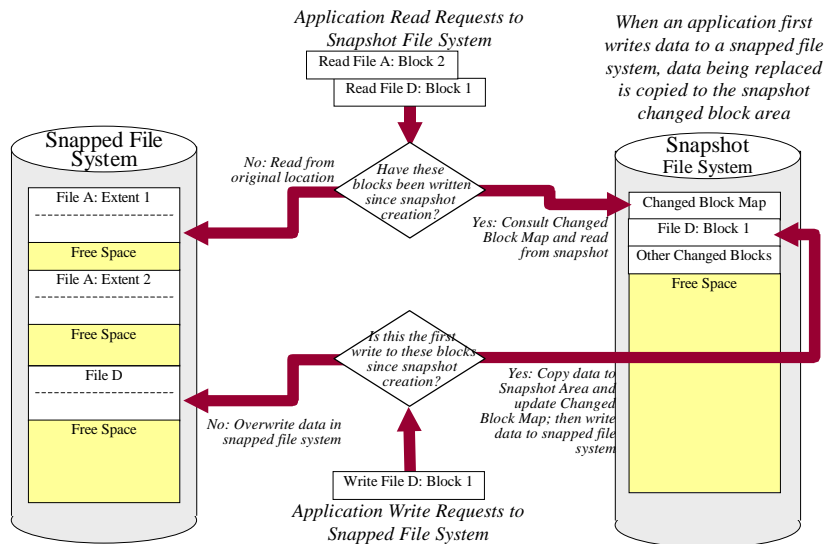 Application Read Requests to
Snapshot File System
Read File A: Block 2
Read File D: Block 1
When an application first
writes data to a snapped file
system, data being replaced
is copied to the snapshot
changed block area
Snapped File
System
No: Read from
original location
Have these
blocks been written
since snapshot
creation?
Snapshot
File System
File A: Extent 1
Free Space
File A: Extent 2
Free Space
File D
Free Space
Yes: Consult Changed
Block Map and read
from snapshot
Changed Block Map
File D: Block 1
Other Changed Blocks
Free Space
Is this the first
write to these blocks
since snapshot
creation?
No: Overwrite data in
snapped file system
Yes: Copy data to
Snapshot Area and
update Changed
Block Map; then write
data to snapped file
system
Write File D: Block 1
Application Write Requests to
Snapped File System